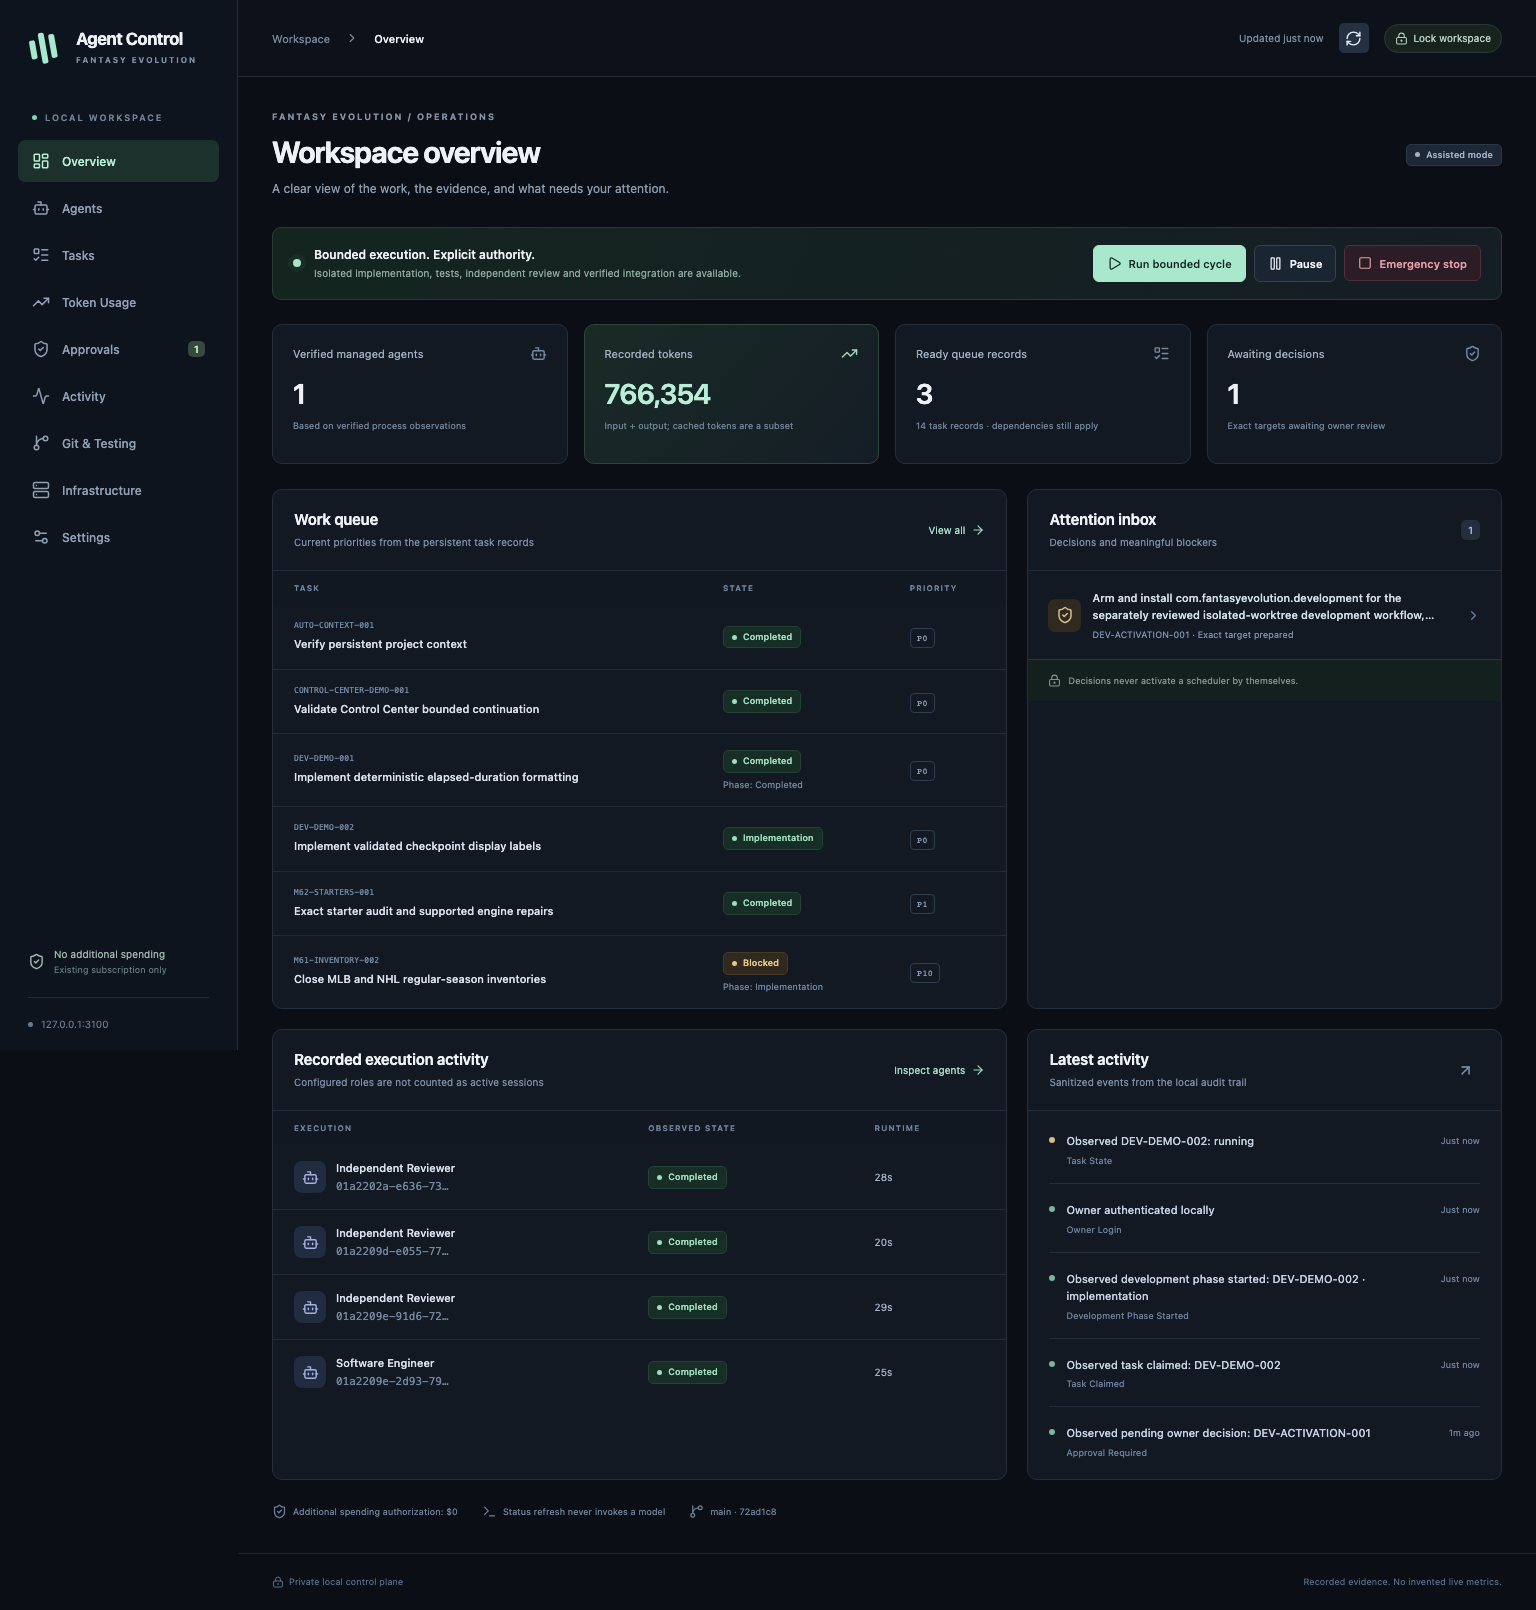 Agent Control
FANTASY EVOLUTION
LOCAL WORKSPACE
Overview
Agents
Tasks
Token Usage
Approvals
1
Activity
Git & Testing
Infrastructure
Settings
No additional spending
Existing subscription only
127.0.0.1:3100
Workspace
Overview
Updated just now
Lock workspace
FANTASY EVOLUTION / OPERATIONS
Workspace overview
A clear view of the work, the evidence, and what needs your attention.
Assisted mode
Bounded execution. Explicit authority.
Isolated implementation, tests, independent review and verified integration are available.
Run bounded cycle
Pause
Emergency stop
Verified managed agents
1
Based on verified process observations
Recorded tokens
766,354
Input + output; cached tokens are a subset
Ready queue records
3
14 task records · dependencies still apply
Awaiting decisions
1
Exact targets awaiting owner review
Work queue
Current priorities from the persistent task records
View all
TASK STATE PRIORITY
AUTO-CONTEXT-001
Verify persistent project context
Completed
P0
CONTROL-CENTER-DEMO-001
Validate Control Center bounded continuation
Completed
P0
DEV-DEMO-001
Implement deterministic elapsed-duration formatting
Completed
Phase: Completed
P0
DEV-DEMO-002
Implement validated checkpoint display labels
Implementation
P0
M62-STARTERS-001
Exact starter audit and supported engine repairs
Completed
P1
M61-INVENTORY-002
Close MLB and NHL regular-season inventories
Blocked
Phase: Implementation
P10
Attention inbox
Decisions and meaningful blockers
1
Arm and install com.fantasyevolution.development for the
separately reviewed isolated-worktree development workflow,…
DEV-ACTIVATION-001 · Exact target prepared
Decisions never activate a scheduler by themselves.
Recorded execution activity
Configured roles are not counted as active sessions
Inspect agents
EXECUTION OBSERVED STATE RUNTIME
Independent Reviewer
01a2202a-e636-73…
Completed
28s
Independent Reviewer
01a2209d-e055-77…
Completed
20s
Independent Reviewer
01a2209e-91d6-72…
Completed
29s
Software Engineer
01a2209e-2d93-79…
Completed
25s
Latest activity
Sanitized events from the local audit trail
Observed DEV-DEMO-002: running
Just now
Task State
Owner authenticated locally
Just now
Owner Login
Observed development phase started: DEV-DEMO-002 ·
implementation
Just now
Development Phase Started
Observed task claimed: DEV-DEMO-002
Just now
Task Claimed
Observed pending owner decision: DEV-ACTIVATION-001
1m ago
Approval Required
Additional spending authorization: $0
Status refresh never invokes a model
main · 72ad1c8
Private local control plane
Recorded evidence. No invented live metrics.